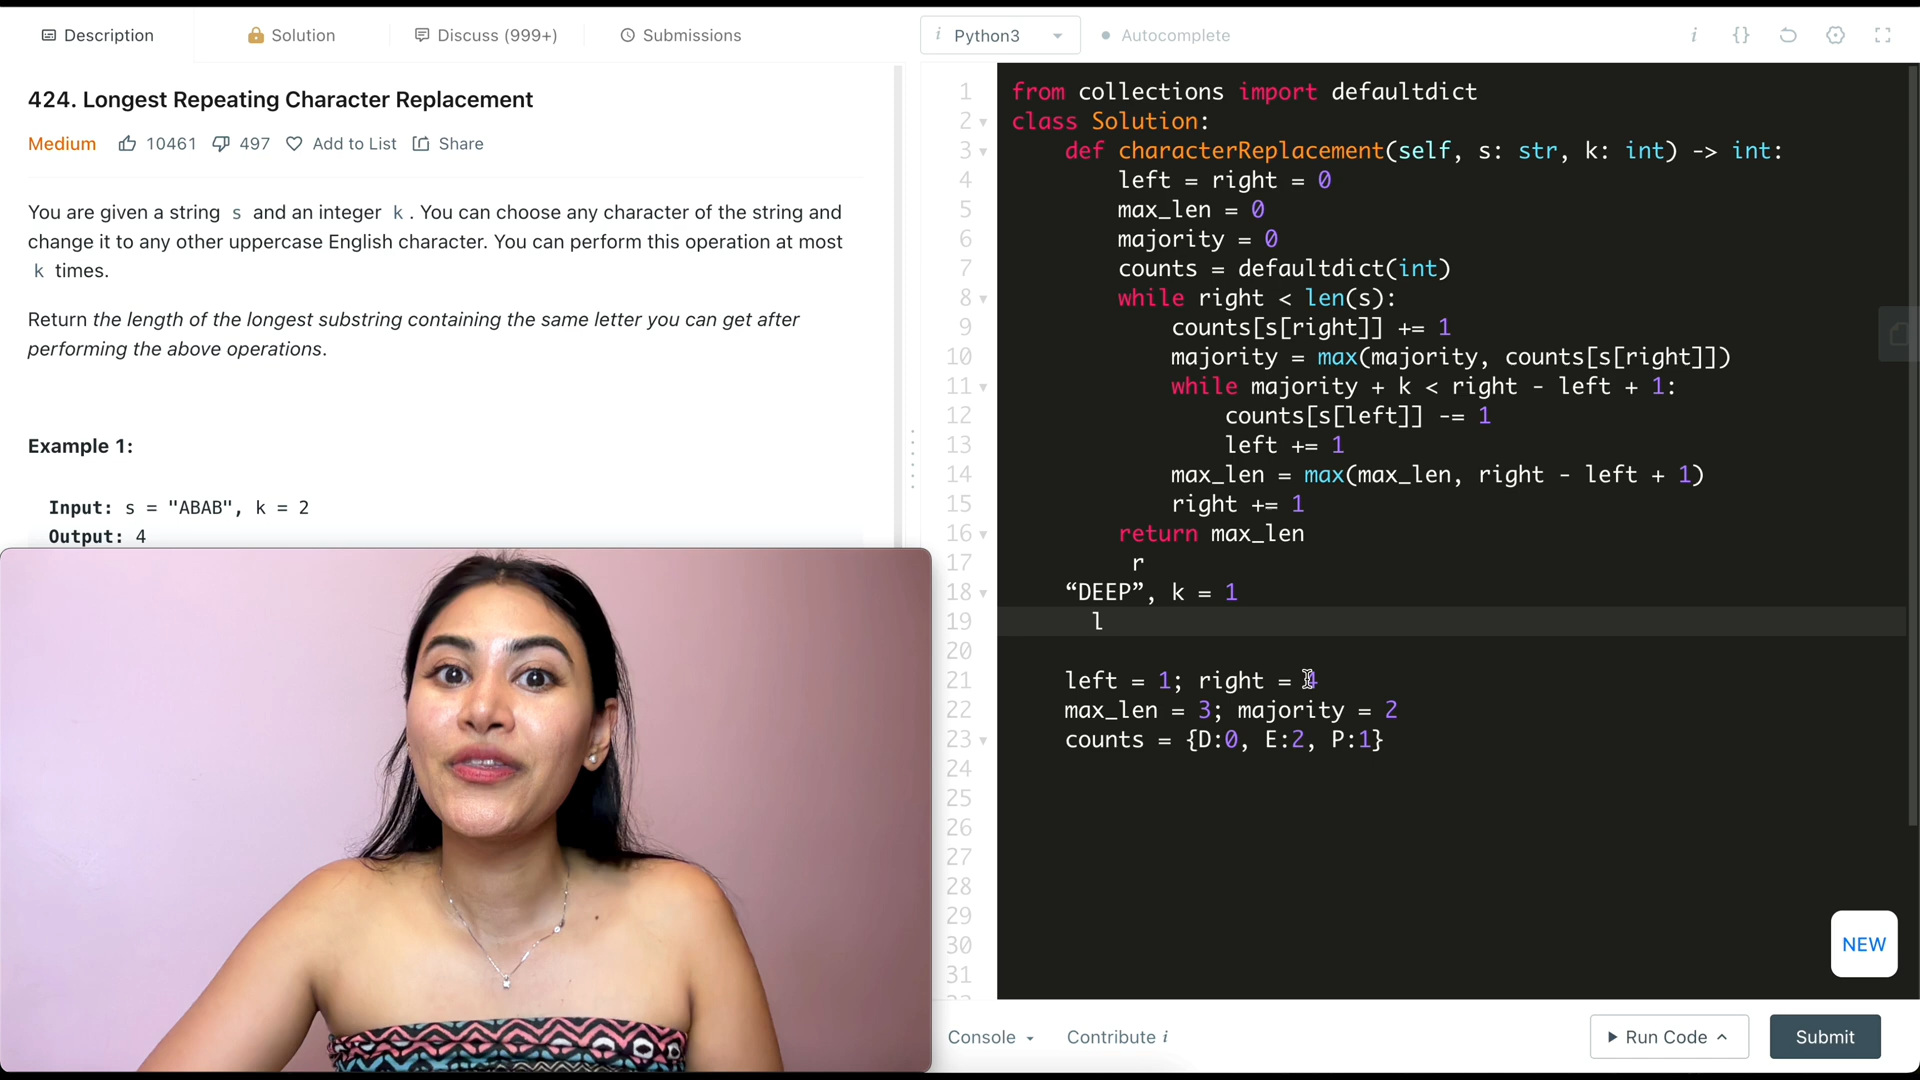 Description
Solution
Discuss (999+)
Submissions
i Python3
Autocomplete
i {}
424. Longest Repeating Character Replacement
Medium 10461 497 Add to List Share
You are given a string s and an integer k . You can choose any character of the string and
change it to any other uppercase English character. You can perform this operation at most
k times.
Return the length of the longest substring containing the same letter you can get after
performing the above operations.
Example 1:
Input: s = "ABAB", k = 2
Output: 4
1 from collections import defaultdict
2 class Solution:
3 def characterReplacement(self, s: str, k: int) -> int:
4 left = right = 0
5 max_len = 0
6 majority = 0
7 counts = defaultdict(int)
8 while right < len(s):
9 counts[s[right]] += 1
10 majority = max(majority, counts[s[right]])
11 while majority + k < right - left + 1:
12 counts[s[left]] -= 1
13 left += 1
14 max_len = max(max_len, right - left + 1)
15 right += 1
16 return max_len
17 r
18 “DEEP”, k = 1
19 l
20
21 left = 1; right = 4
22 max_len = 3; majority = 2
23 counts = {D:0, E:2, P:1}
24
25
26
27
28
29
30
31
NEW
Console
Contribute i
Run Code
Submit